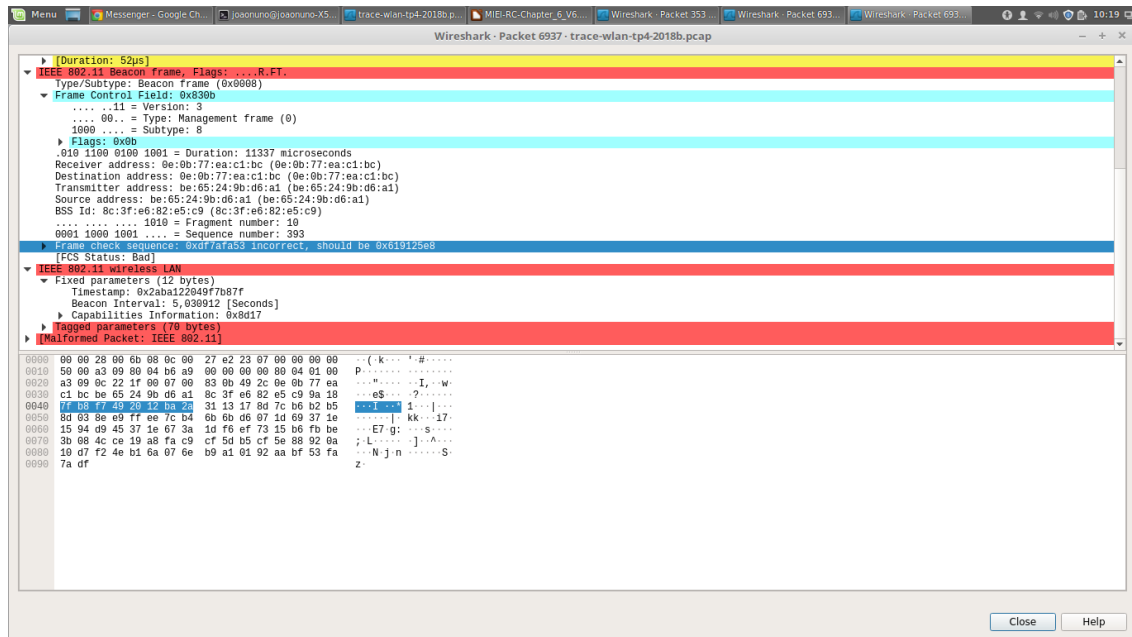 Menu Messenger - Google Ch... joaonuno@joaonuno-X5... trace-wlan-tp4-2018b.p... MIEI-RC-Chapter_6_V6.... Wireshark · Packet 353 ... Wireshark · Packet 693... Wireshark · Packet 693... 10:19
Wireshark · Packet 6937 · trace-wlan-tp4-2018b.pcap
[Duration: 52µs]
IEEE 802.11 Beacon frame, Flags: ....R.FT.
Type/Subtype: Beacon frame (0x0008)
Frame Control Field: 0x830b
.... ..11 = Version: 3
.... 00.. = Type: Management frame (0)
1000 .... = Subtype: 8
Flags: 0x0b
.010 1100 0100 1001 = Duration: 11337 microseconds
Receiver address: 0e:0b:77:ea:c1:bc (0e:0b:77:ea:c1:bc)
Destination address: 0e:0b:77:ea:c1:bc (0e:0b:77:ea:c1:bc)
Transmitter address: be:65:24:9b:d6:a1 (be:65:24:9b:d6:a1)
Source address: be:65:24:9b:d6:a1 (be:65:24:9b:d6:a1)
BSS Id: 8c:3f:e6:82:e5:c9 (8c:3f:e6:82:e5:c9)
.... .... .... 1010 = Fragment number: 10
0001 1000 1001 .... = Sequence number: 393
Frame check sequence: 0xdf7afa53 incorrect, should be 0x619125e8
[FCS Status: Bad]
IEEE 802.11 wireless LAN
Fixed parameters (12 bytes)
Timestamp: 0x2aba122049f7b87f
Beacon Interval: 5,030912 [Seconds]
Capabilities Information: 0x8d17
Tagged parameters (70 bytes)
[Malformed Packet: IEEE 802.11]
0000 00 00 28 00 6b 08 0c 00 27 e2 23 07 00 00 00 00 ··(·k··· '·#·····
0010 50 00 a3 09 80 04 b6 a9 00 00 00 00 80 04 01 00 P······· ········
0020 a3 09 0c 22 1f 00 07 00 83 0b 49 2c 0e 0b 77 ea ···"···· ··I,··w·
0030 c1 bc be 65 24 9b d6 a1 8c 3f e6 82 e5 c9 9a 18 ···e$··· ·?······
0040 7f b8 f7 49 20 12 ba 2a 31 13 17 8d 7c b6 b2 b5 ···I ··* 1···|···
0050 8d 03 8e e9 ff ee 7c b4 6b 6b d6 07 1d 69 37 1e ······|· kk···i7·
0060 15 94 d9 45 37 1e 67 3a 1d f6 ef 73 15 b6 fb be ···E7·g: ···s····
0070 3b 08 4c ce 19 a8 fa c9 cf 5d b5 cf 5e 88 92 0a ;·L····· ·]··^···
0080 10 d7 f2 4e b1 6a 07 6e b9 a1 01 92 aa bf 53 fa ···N·j·n ······S·
0090 7a df z·
Close Help